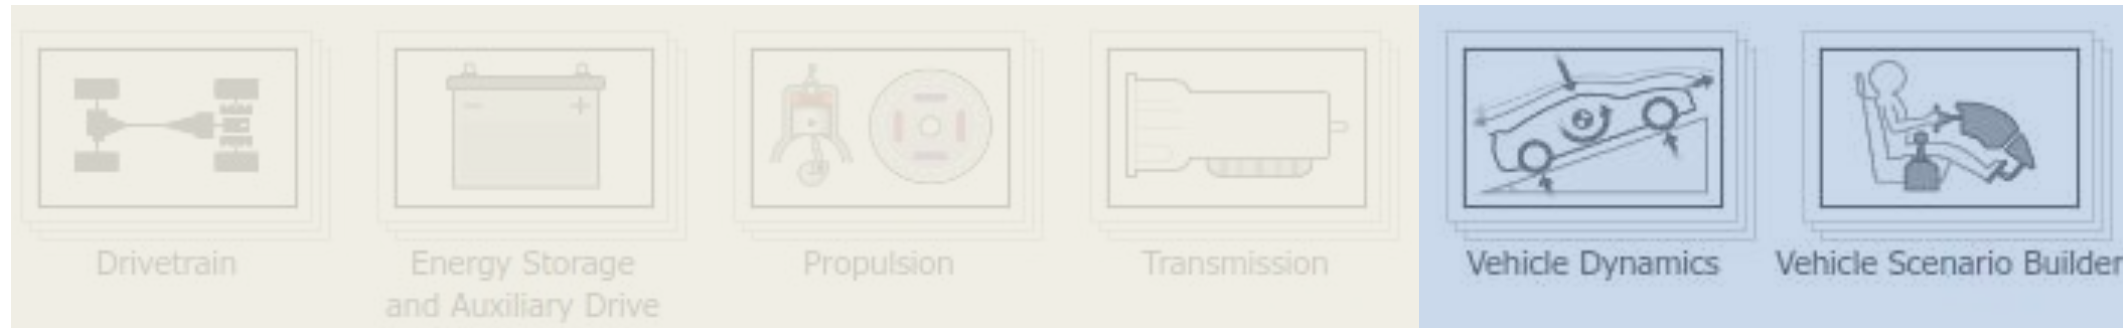 Drivetrain
Energy Storage
and Auxiliary Drive
Propulsion
Transmission
Vehicle Dynamics
Vehicle Scenario Builder